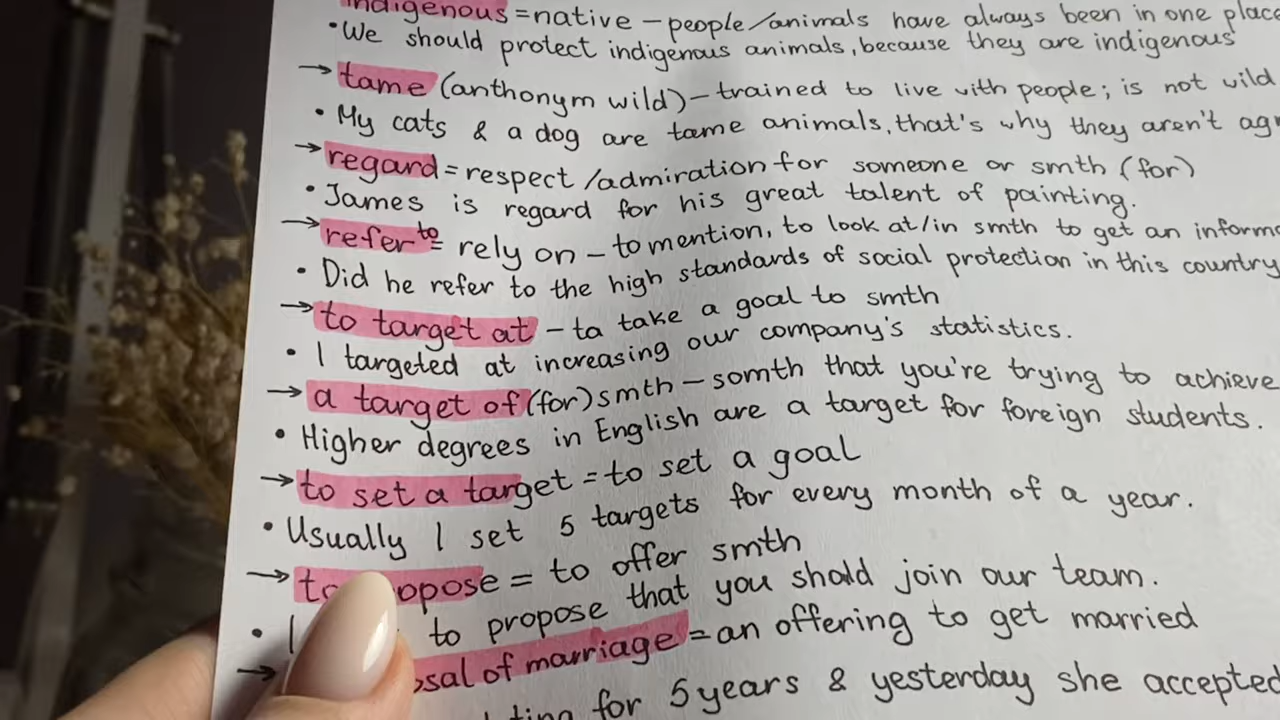 indigenous = native – people/animals have always been in one place
• We should protect indigenous animals, because they are indigenous
→ tame (anthonym wild) – trained to live with people; is not wild
• My cats & a dog are tame animals, that's why they aren't
→ regard = respect /admiration for someone or smth (for)
• James is regard for his great talent of painting.
→ refer to = rely on – to mention, to look at/in smth to get an
• Did he refer to the high standards of social protection in this country
→ to target at – ta take a goal to smth
• I targeted at increasing our company's statistics.
→ a target of (for) smth – somth that you're trying to achieve
• Higher degrees in English are a target for foreign students.
→ to set a target = to set a goal
• Usually I set 5 targets for every month of a year.
→ to = to offer smth
• I to propose that you shold join our team.
→ of marriage = an offering to get married
for 5 years & yesterday she accepted